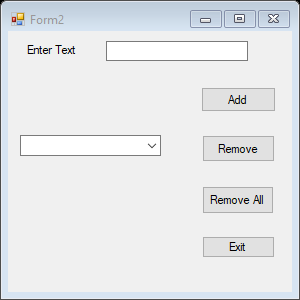 Form2
Enter Text
Add
Remove
Remove All
Exit